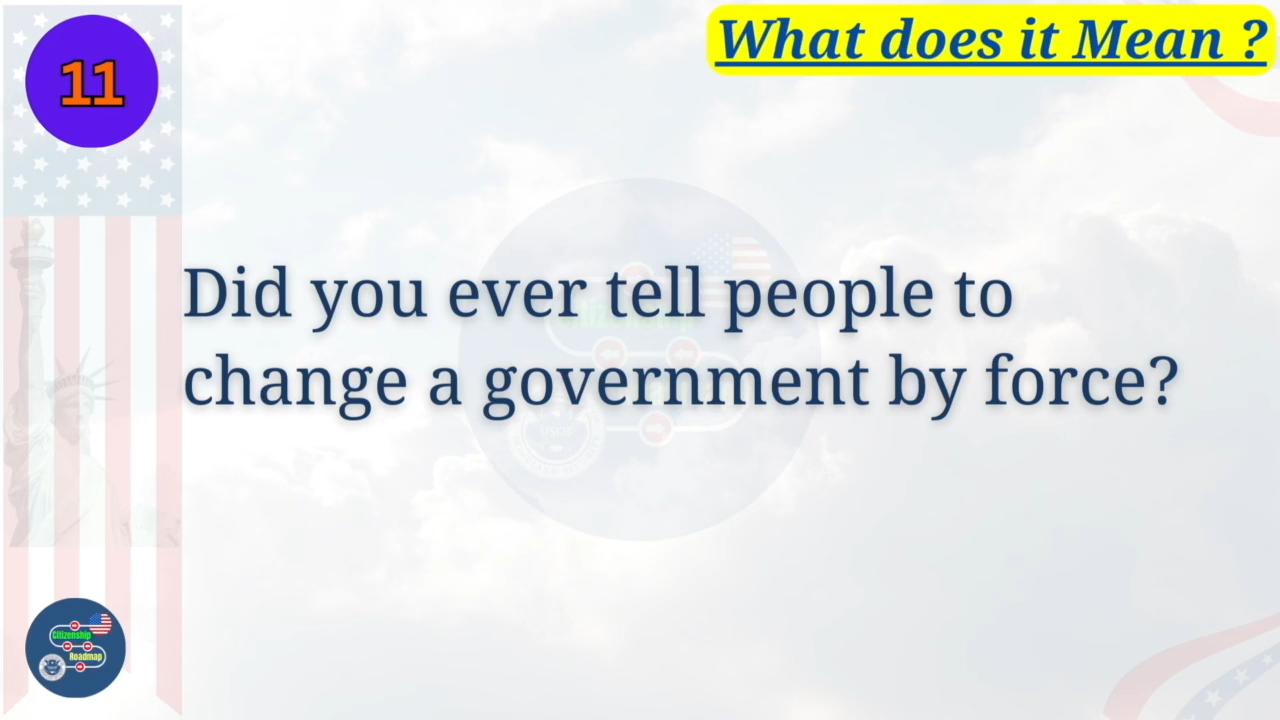 11
What does it Mean ?
Did you ever tell people to
change a government by force?
Citizenship
Roadmap